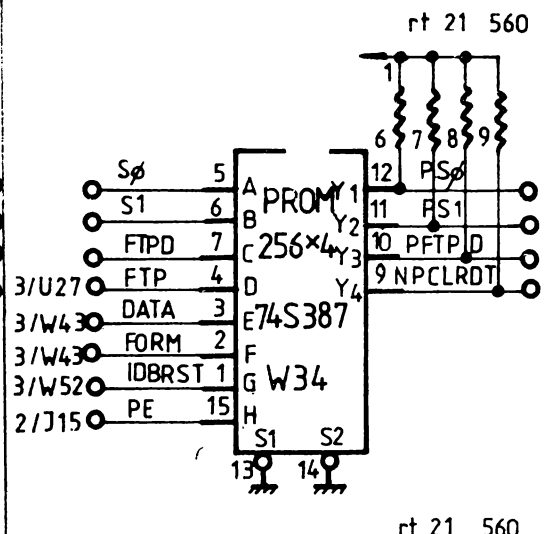 rt 21 560
1
6 7 8 9
SØ 5 A PROM Y1 12 PSØ
S1 6 B Y2 11 PS1
FTPD 7 C 256×4 Y3 10 PFTPD
3/U27 FTP 4 D Y4 9 NPCLRDT
3/W43 DATA 3 E 74S387
3/W43 FORM 2 F
3/W52 IDBRST 1 G W34
2/J15 PE 15 H
S1 S2
13 14
rt 21 560